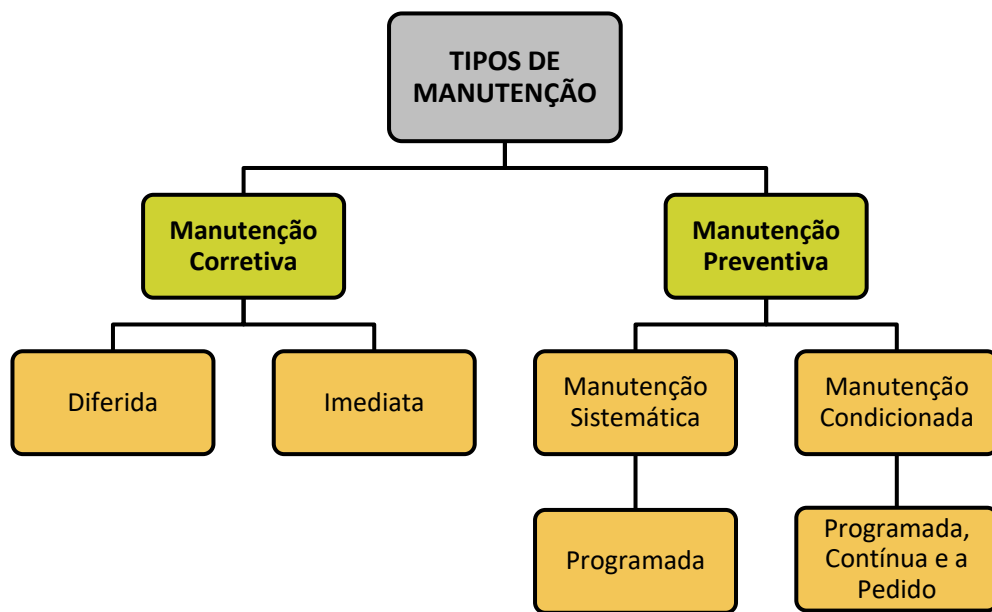 TIPOS DE
MANUTENÇÃO
Manutenção
Corretiva
Manutenção
Preventiva
Diferida
Imediata
Manutenção
Sistemática
Manutenção
Condicionada
Programada
Programada,
Contínua e a
Pedido